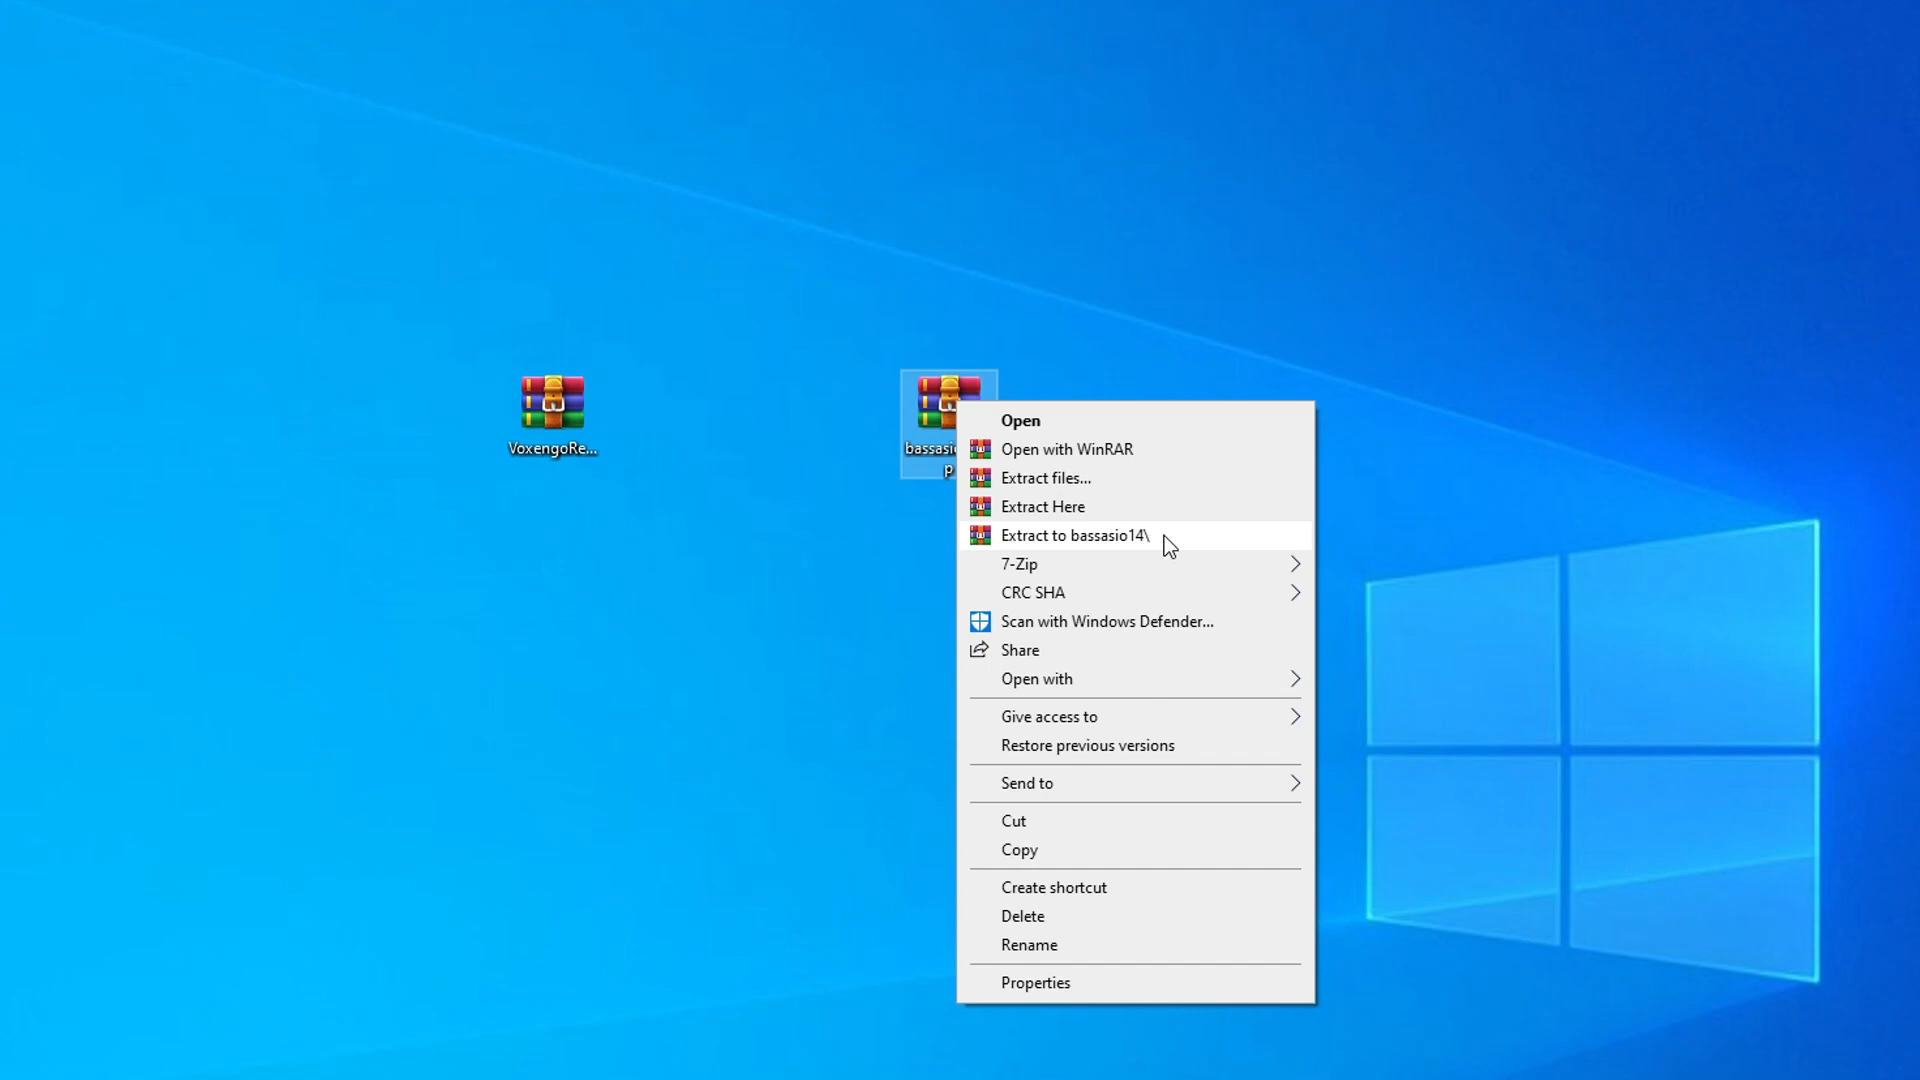 VoxengoRe...
bassasio
p
Open
Open with WinRAR
Extract files...
Extract Here
Extract to bassasio14\
7-Zip
CRC SHA
Scan with Windows Defender...
Share
Open with
Give access to
Restore previous versions
Send to
Cut
Copy
Create shortcut
Delete
Rename
Properties